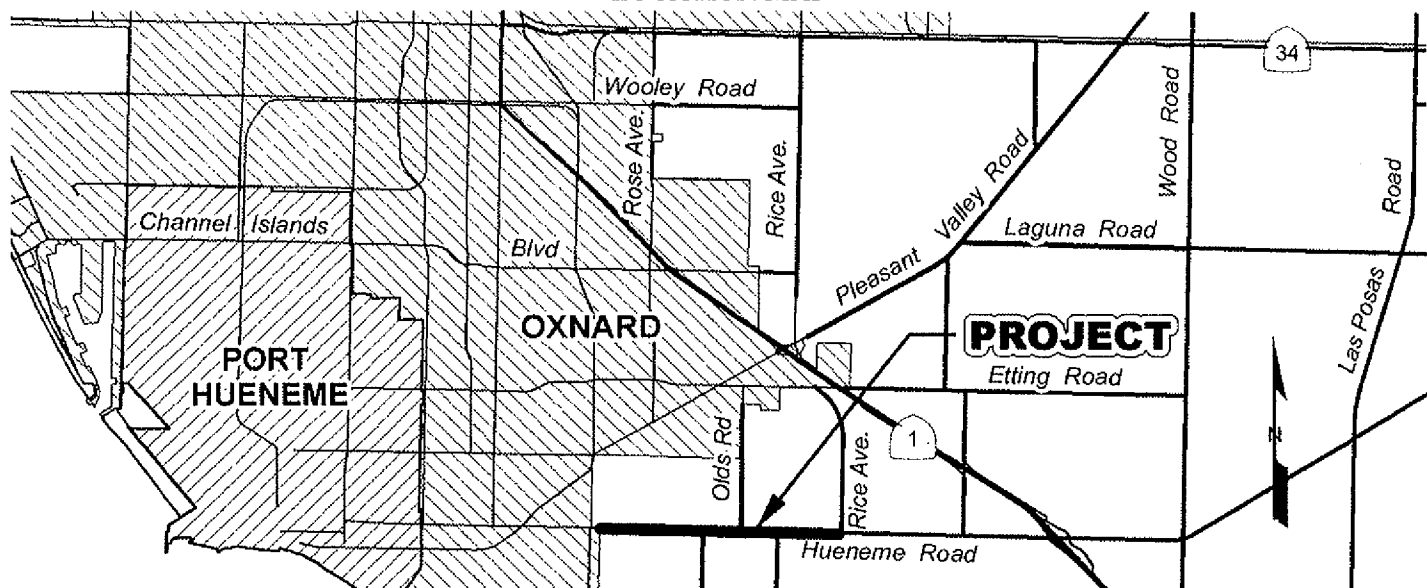 34
Wooley Road
Rose Ave.
Rice Ave.
Pleasant Valley Road
Wood Road
Las Posas Road
Channel Islands Blvd
Laguna Road
OXNARD
PROJECT
PORT
HUENEME
Etting Road
Olds Rd
Rice Ave.
1
N
Hueneme Road